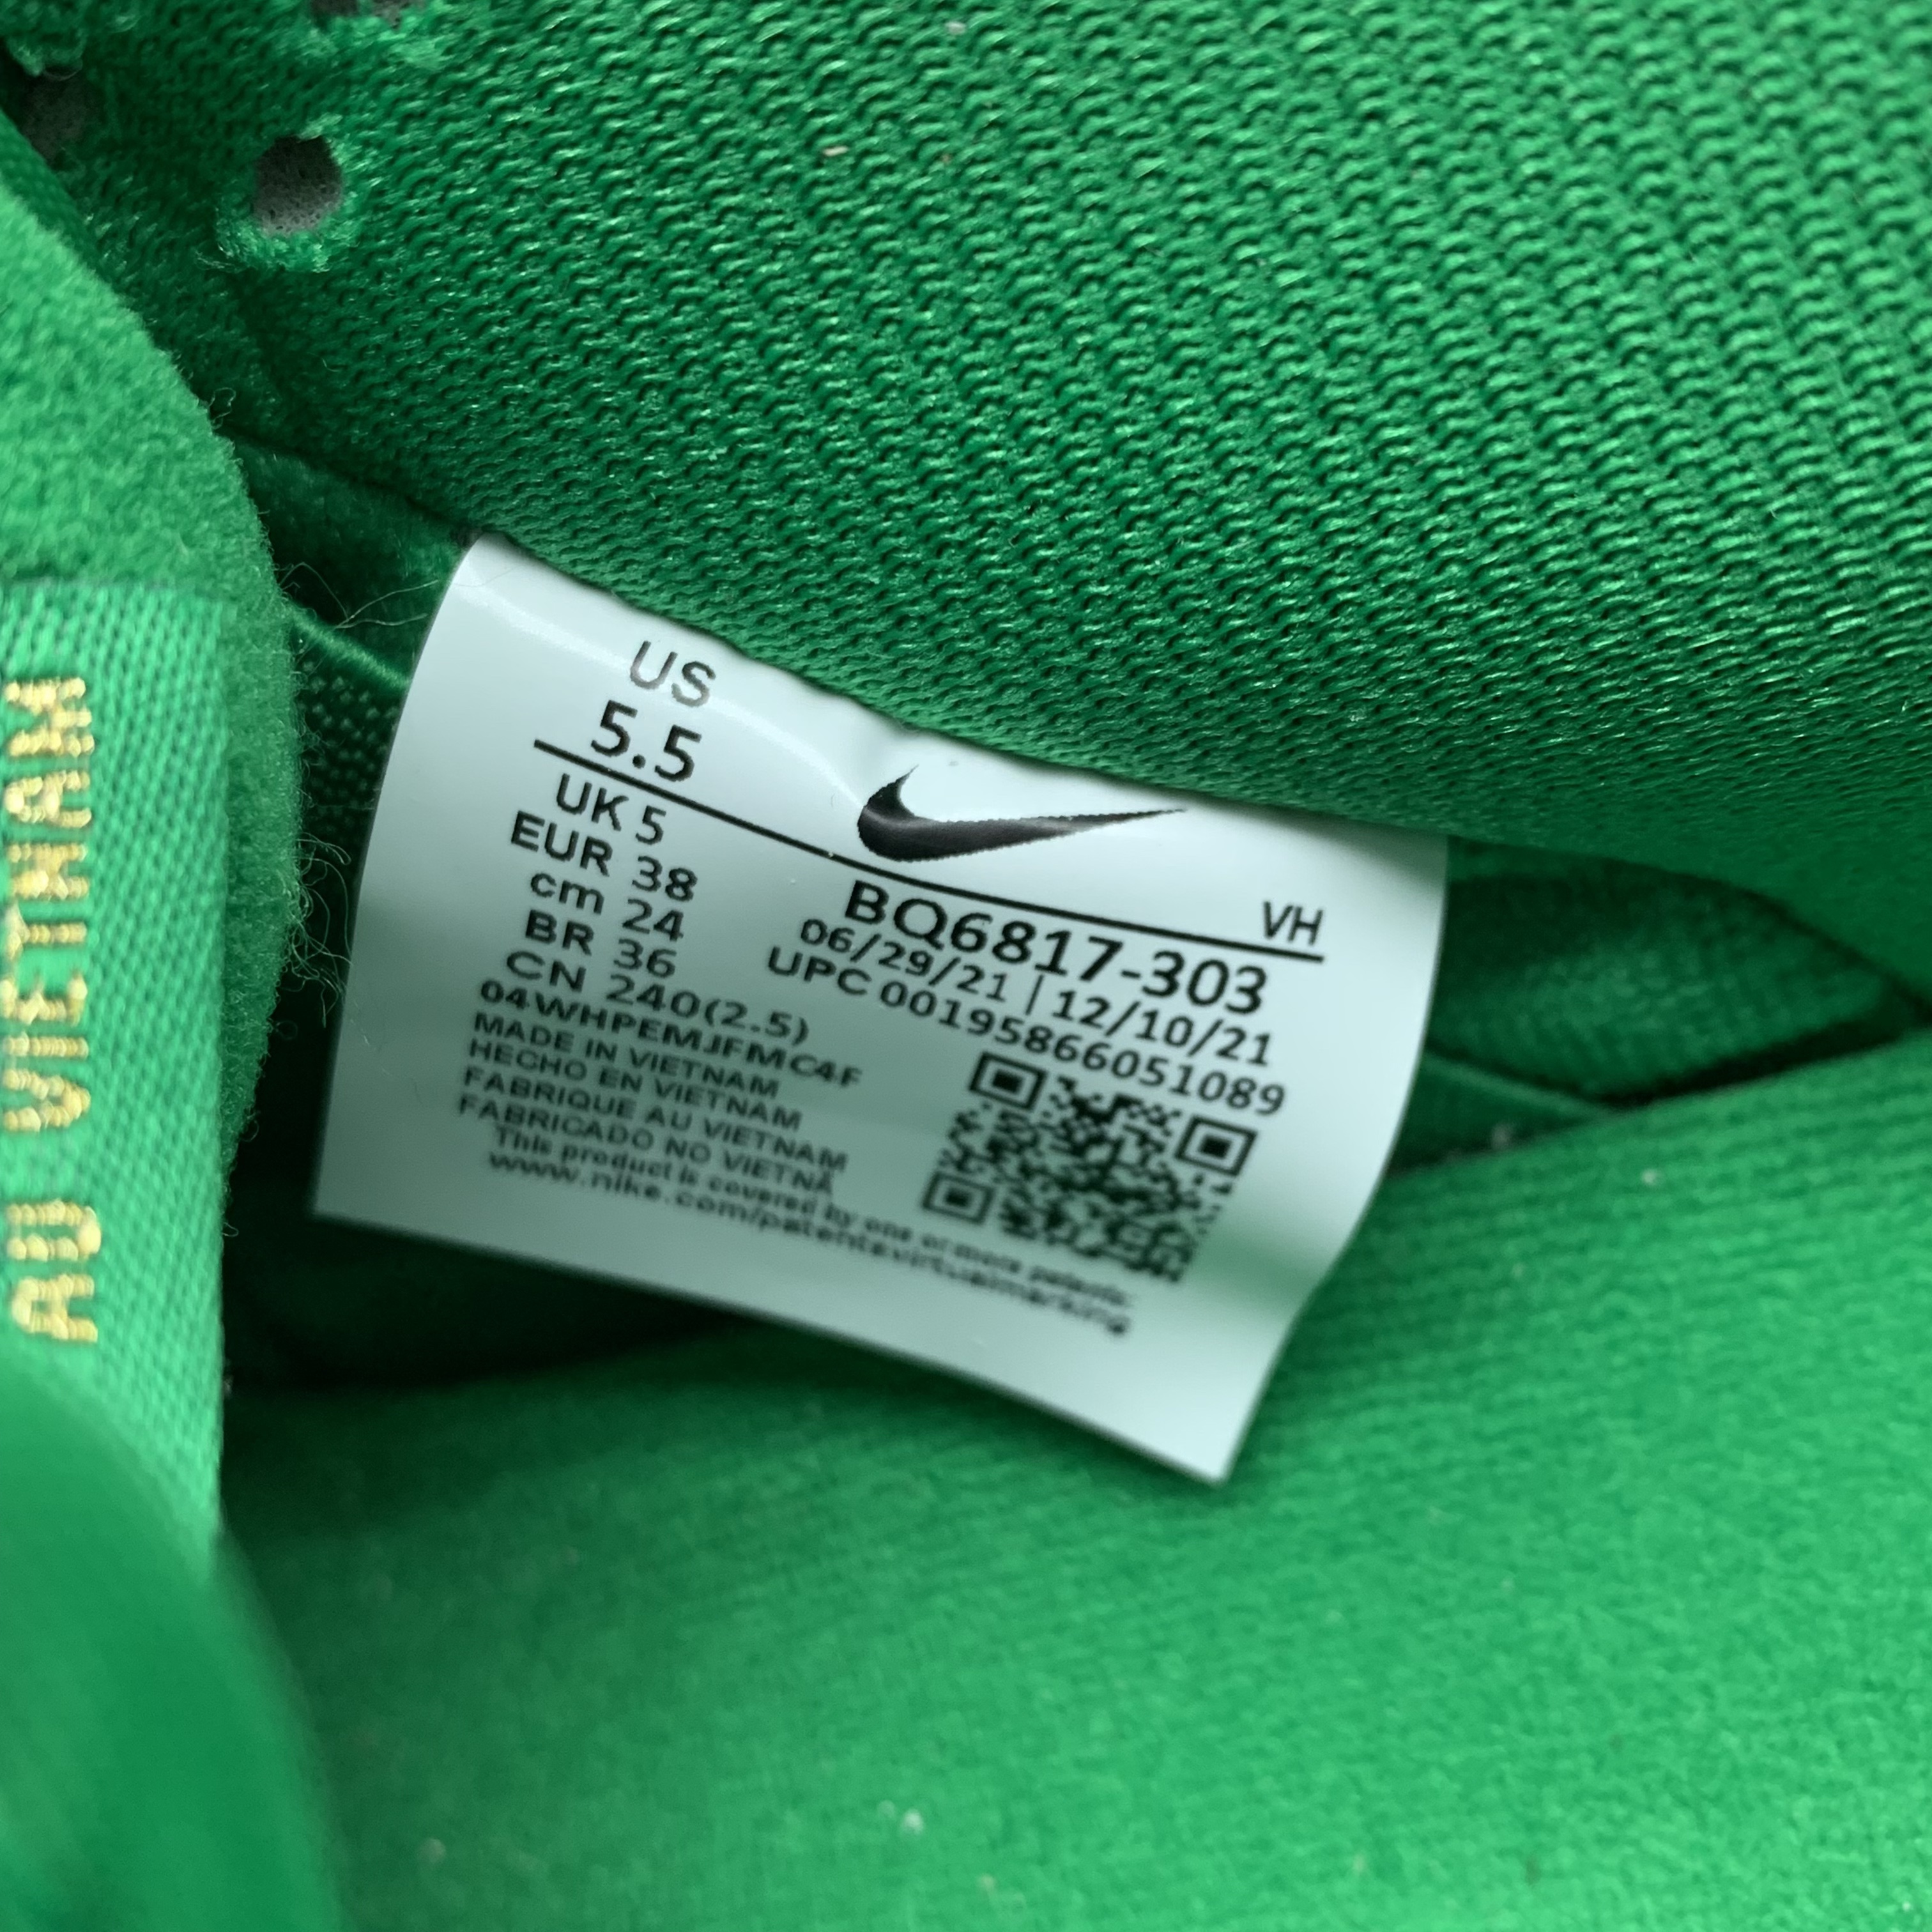 US
5.5
UK 5
EUR 38
cm 24
BR 36
CN 240(2.5)
04WHPEMJFMC4F
MADE IN VIETNAM
HECHO EN VIETNAM
FABRIQUE AU VIETNAM
FABRICADO NO VIETNÃ
This product is covered by one or more patents.
www.nike.com/patentsvirtualmarking
VH
BQ6817-303
06/29/21 | 12/10/21
UPC 00195866051089
AU VIETNAM